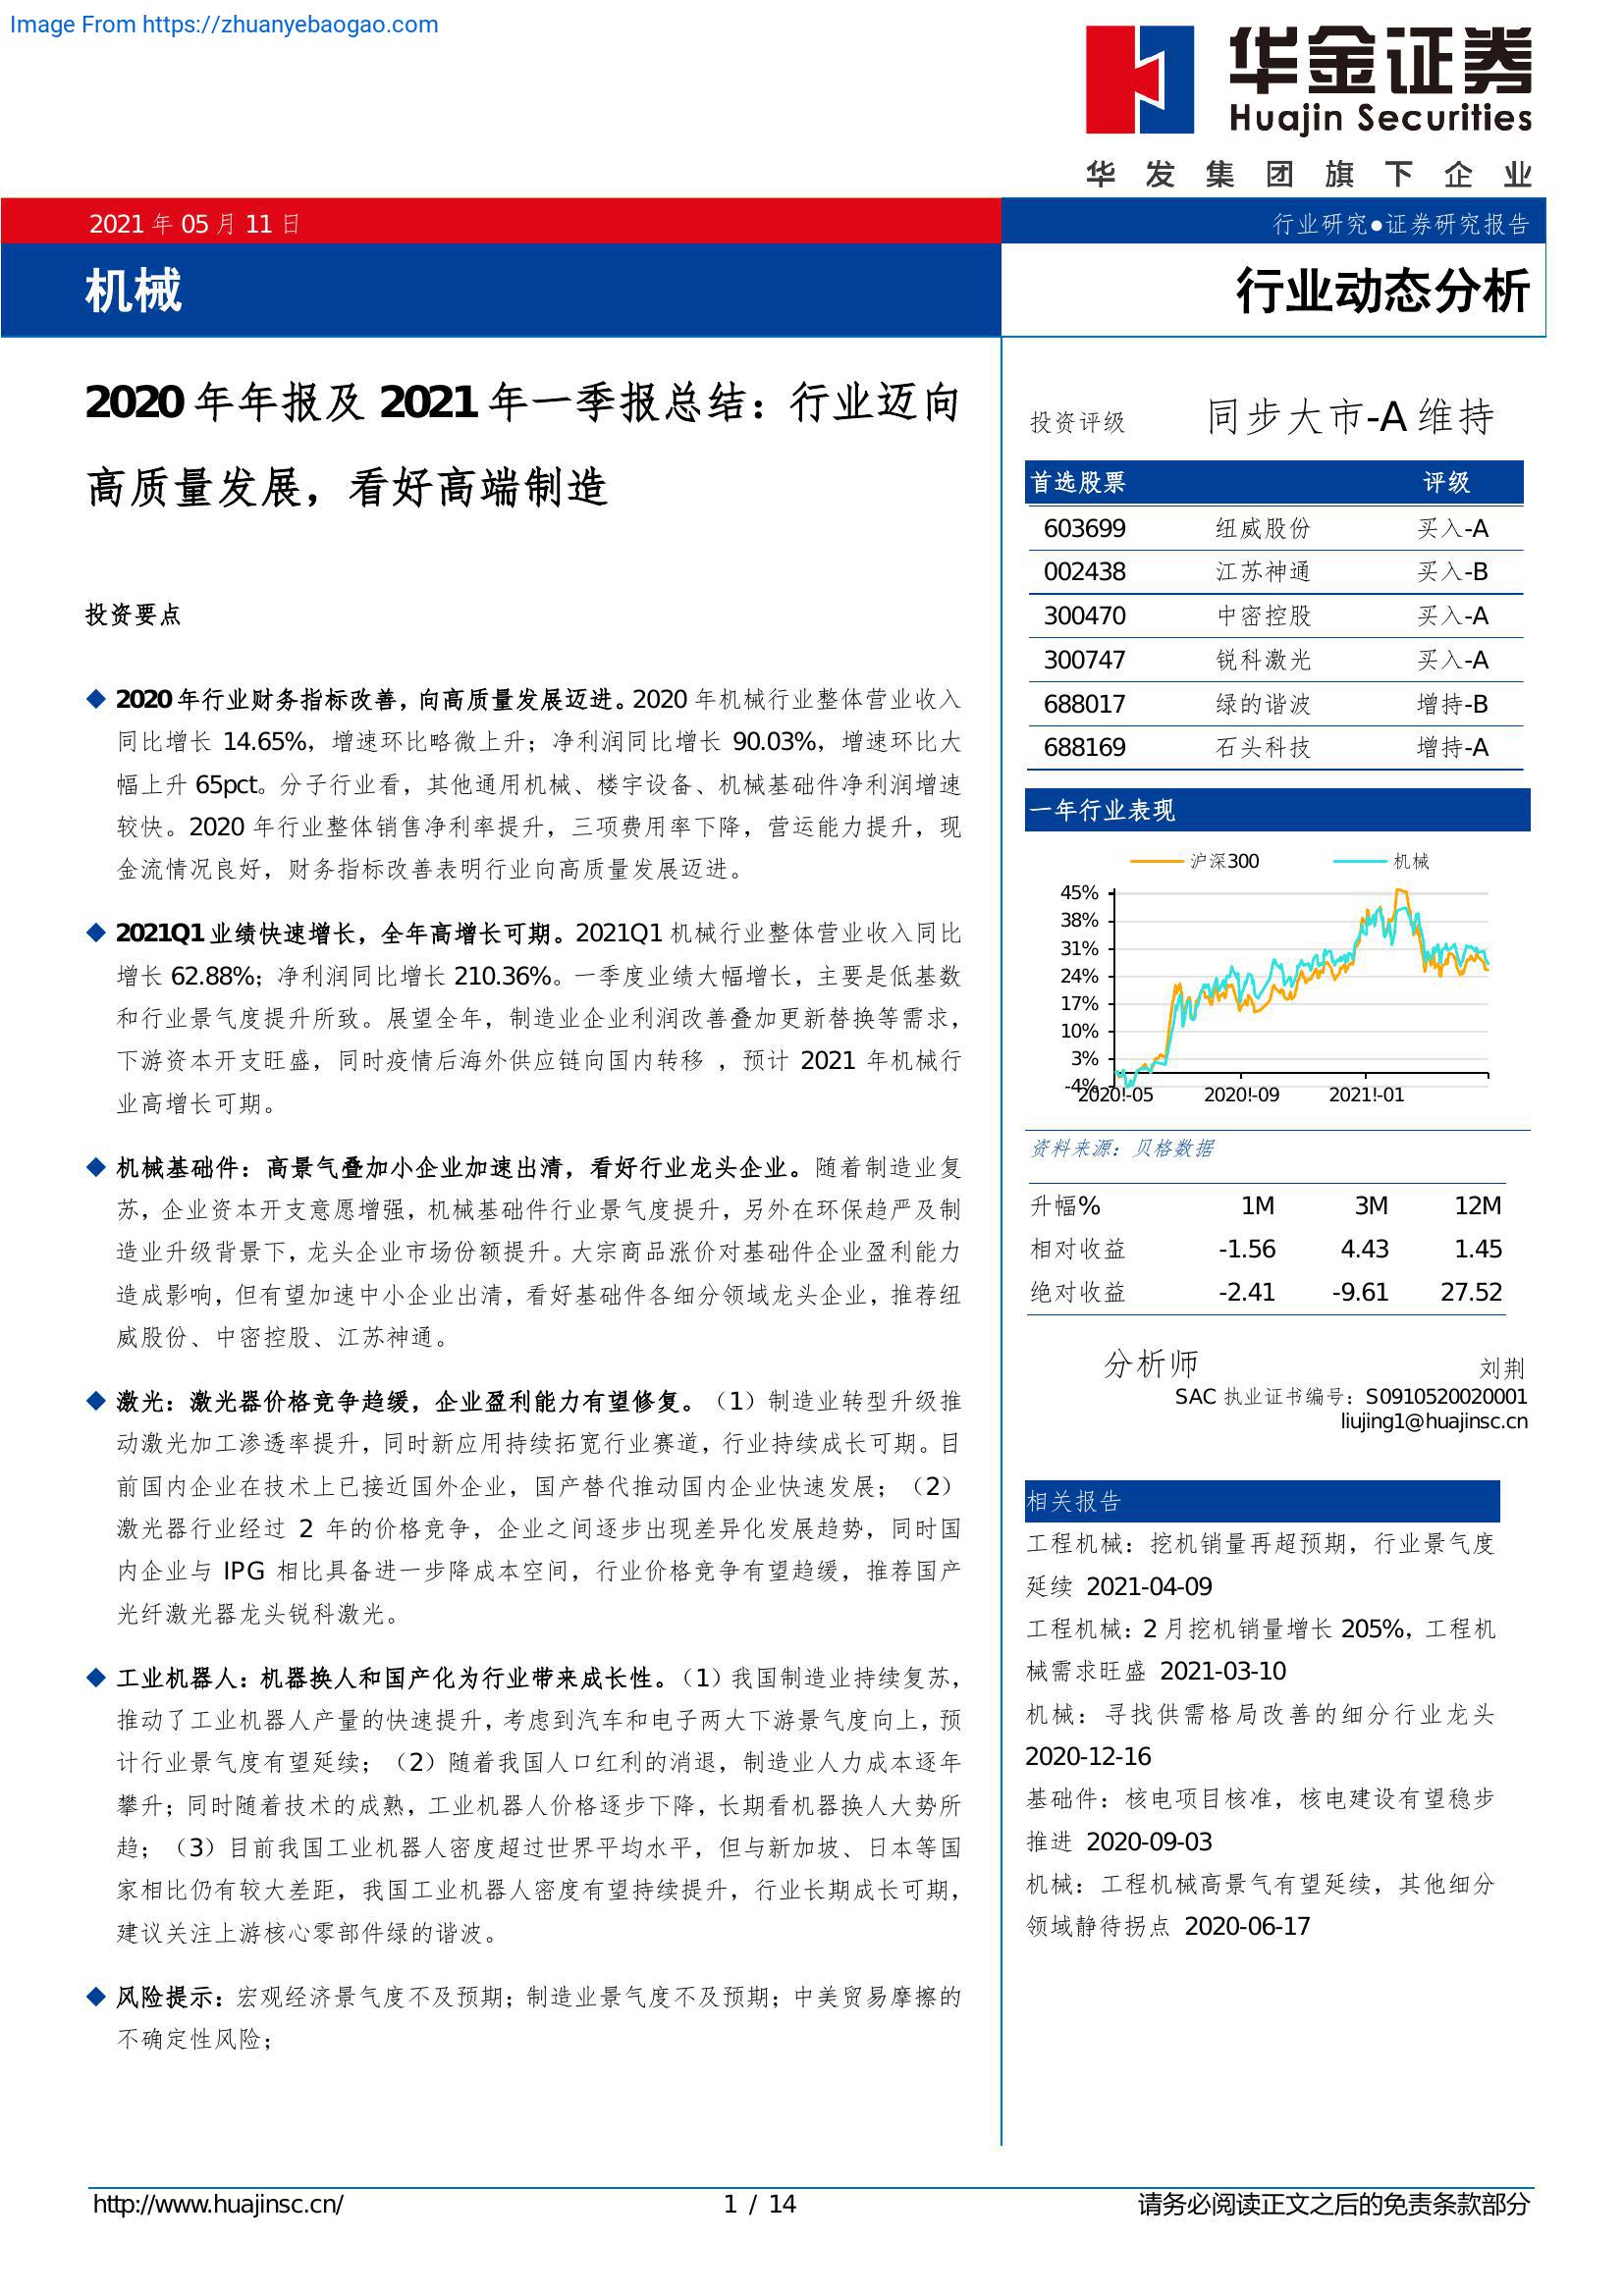 Image From https://zhuanyebaogao.com
华金证券
Huajin Securities
华发集团旗下企业
2021 年 05 月 11 日
行业研究●证券研究报告
机械
行业动态分析
2020 年年报及 2021 年一季报总结：行业迈向
高质量发展，看好高端制造
投资要点
◆ 2020 年行业财务指标改善，向高质量发展迈进。2020 年机械行业整体营业收入
同比增长 14.65%，增速环比略微上升；净利润同比增长 90.03%，增速环比大
幅上升 65pct。分子行业看，其他通用机械、楼宇设备、机械基础件净利润增速
较快。2020 年行业整体销售净利率提升，三项费用率下降，营运能力提升，现
金流情况良好，财务指标改善表明行业向高质量发展迈进。
◆ 2021Q1 业绩快速增长，全年高增长可期。2021Q1 机械行业整体营业收入同比
增长 62.88%；净利润同比增长 210.36%。一季度业绩大幅增长，主要是低基数
和行业景气度提升所致。展望全年，制造业企业利润改善叠加更新替换等需求，
下游资本开支旺盛，同时疫情后海外供应链向国内转移 ，预计 2021 年机械行
业高增长可期。
◆ 机械基础件：高景气叠加小企业加速出清，看好行业龙头企业。随着制造业复
苏，企业资本开支意愿增强，机械基础件行业景气度提升，另外在环保趋严及制
造业升级背景下，龙头企业市场份额提升。大宗商品涨价对基础件企业盈利能力
造成影响，但有望加速中小企业出清，看好基础件各细分领域龙头企业，推荐纽
威股份、中密控股、江苏神通。
◆ 激光：激光器价格竞争趋缓，企业盈利能力有望修复。（1）制造业转型升级推
动激光加工渗透率提升，同时新应用持续拓宽行业赛道，行业持续成长可期。目
前国内企业在技术上已接近国外企业，国产替代推动国内企业快速发展；（2）
激光器行业经过 2 年的价格竞争，企业之间逐步出现差异化发展趋势，同时国
内企业与 IPG 相比具备进一步降成本空间，行业价格竞争有望趋缓，推荐国产
光纤激光器龙头锐科激光。
◆ 工业机器人：机器换人和国产化为行业带来成长性。（1）我国制造业持续复苏，
推动了工业机器人产量的快速提升，考虑到汽车和电子两大下游景气度向上，预
计行业景气度有望延续；（2）随着我国人口红利的消退，制造业人力成本逐年
攀升；同时随着技术的成熟，工业机器人价格逐步下降，长期看机器换人大势所
趋；（3）目前我国工业机器人密度超过世界平均水平，但与新加坡、日本等国
家相比仍有较大差距，我国工业机器人密度有望持续提升，行业长期成长可期，
建议关注上游核心零部件绿的谐波。
◆ 风险提示：宏观经济景气度不及预期；制造业景气度不及预期；中美贸易摩擦的
不确定性风险；
投资评级 同步大市-A 维持
首选股票 评级
603699 纽威股份 买入-A
002438 江苏神通 买入-B
300470 中密控股 买入-A
300747 锐科激光 买入-A
688017 绿的谐波 增持-B
688169 石头科技 增持-A
一年行业表现
沪深300 机械
45%
38%
31%
24%
17%
10%
3%
-4%
2020!-05 2020!-09 2021!-01
资料来源：贝格数据
升幅% 1M 3M 12M
相对收益 -1.56 4.43 1.45
绝对收益 -2.41 -9.61 27.52
分析师 刘荆
SAC 执业证书编号：S0910520020001
liujing1@huajinsc.cn
相关报告
工程机械：挖机销量再超预期，行业景气度
延续 2021-04-09
工程机械：2 月挖机销量增长 205%，工程机
械需求旺盛 2021-03-10
机械：寻找供需格局改善的细分行业龙头
2020-12-16
基础件：核电项目核准，核电建设有望稳步
推进 2020-09-03
机械：工程机械高景气有望延续，其他细分
领域静待拐点 2020-06-17
http://www.huajinsc.cn/ 1 / 14 请务必阅读正文之后的免责条款部分